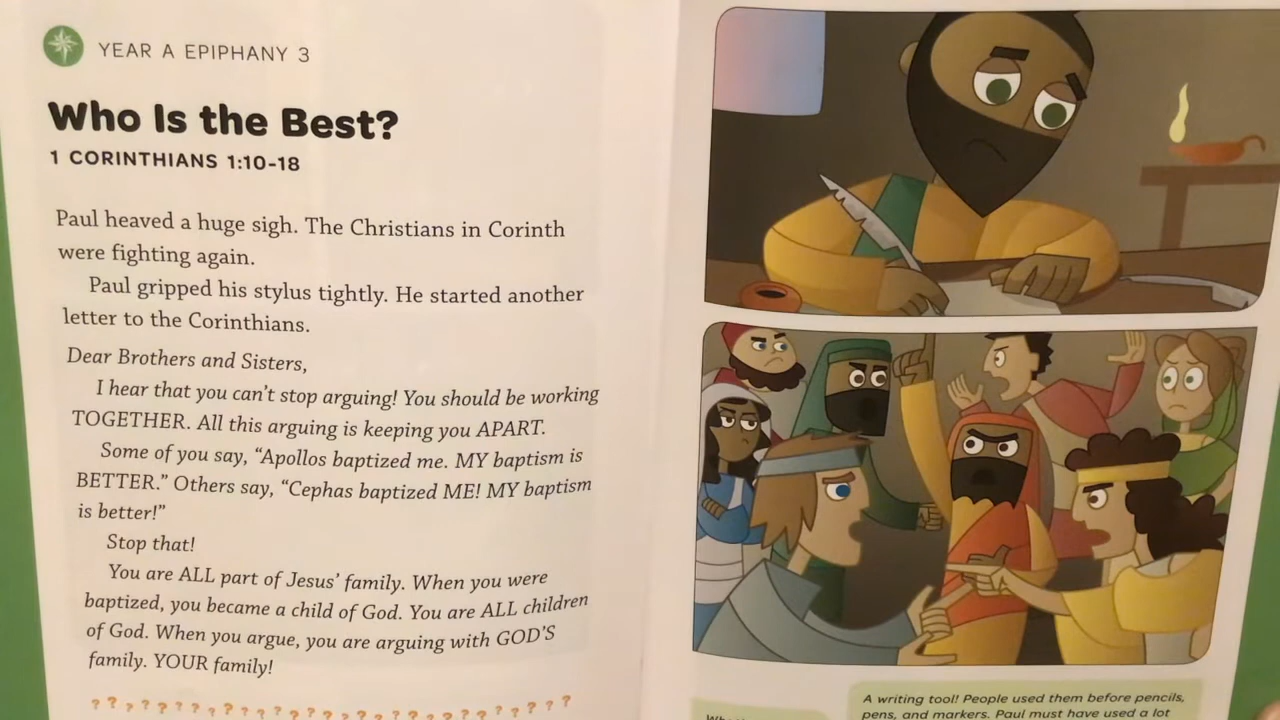 YEAR A EPIPHANY 3
Who Is the Best?
1 CORINTHIANS 1:10-18
Paul heaved a huge sigh. The Christians in Corinth
were fighting again.
Paul gripped his stylus tightly. He started another
letter to the Corinthians.
Dear Brothers and Sisters,
I hear that you can't stop arguing! You should be working
TOGETHER. All this arguing is keeping you APART.
Some of you say, “Apollos baptized me. MY baptism is
BETTER.” Others say, “Cephas baptized ME! MY baptism
is better!”
Stop that!
You are ALL part of Jesus' family. When you were
baptized, you became a child of God. You are ALL children
of God. When you argue, you are arguing with GOD'S
family. YOUR family!
A writing tool! People used them before pencils,
pens, and markers. Paul must have used a lot